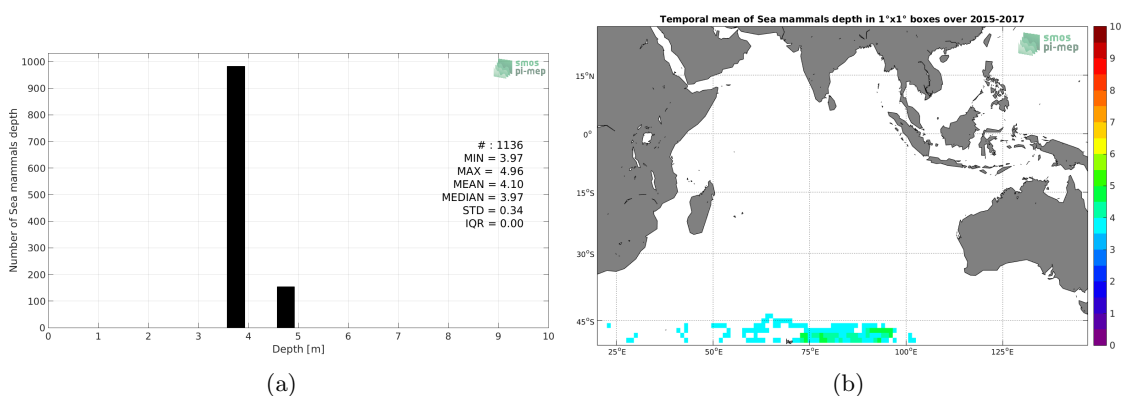 1000
900
800
700
600
500
400
300
200
100
0
Number of Sea mammals depth
smos
pi-mep
# : 1136
MIN = 3.97
MAX = 4.96
MEAN = 4.10
MEDIAN = 3.97
STD = 0.34
IQR = 0.00
0 1 2 3 4 5 6 7 8 9 10
Depth [m]
(a)
Temporal mean of Sea mammals depth in 1°x1° boxes over 2015-2017
smos
pi-mep
15°N
0°
15°S
30°S
45°S
25°E 50°E 75°E 100°E 125°E
10
9
8
7
6
5
4
3
2
1
0
(b)